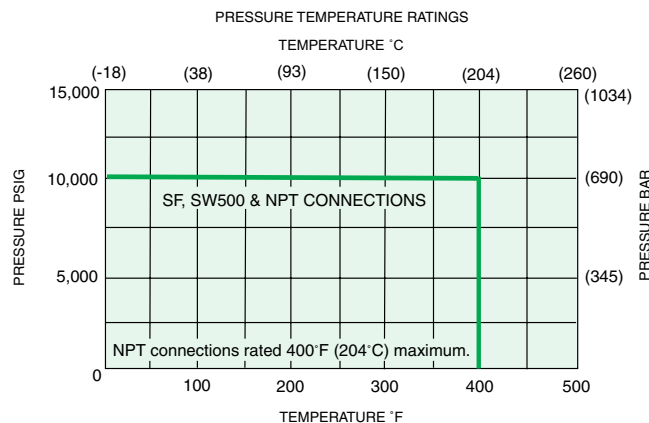 PRESSURE TEMPERATURE RATINGS
TEMPERATURE ˚C
(-18) (38) (93) (150) (204) (260)
15,000 (1034)
10,000 (690)
SF, SW500 & NPT CONNECTIONS
PRESSURE PSIG
PRESSURE BAR
5,000 (345)
NPT connections rated 400˚F (204˚C) maximum.
0
100 200 300 400 500
TEMPERATURE ˚F